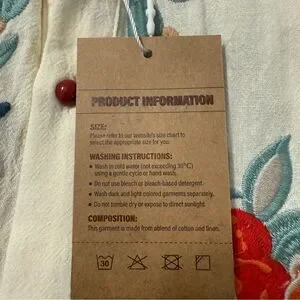 PRODUCT INFORMATION
SIZE:
Please refer to our website's size chart to
select the appropriate size for you.
WASHING INSTRUCTIONS:
• Wash in cold water (not exceeding 30°C)
using a gentle cycle or hand wash.
• Do not use bleach or bleach-based detergent.
• Wash dark and light colored garments separately.
• Do not tumble dry or expose to direct sunlight.
COMPOSITION:
This garment is made from a blend of cotton and linen.
30